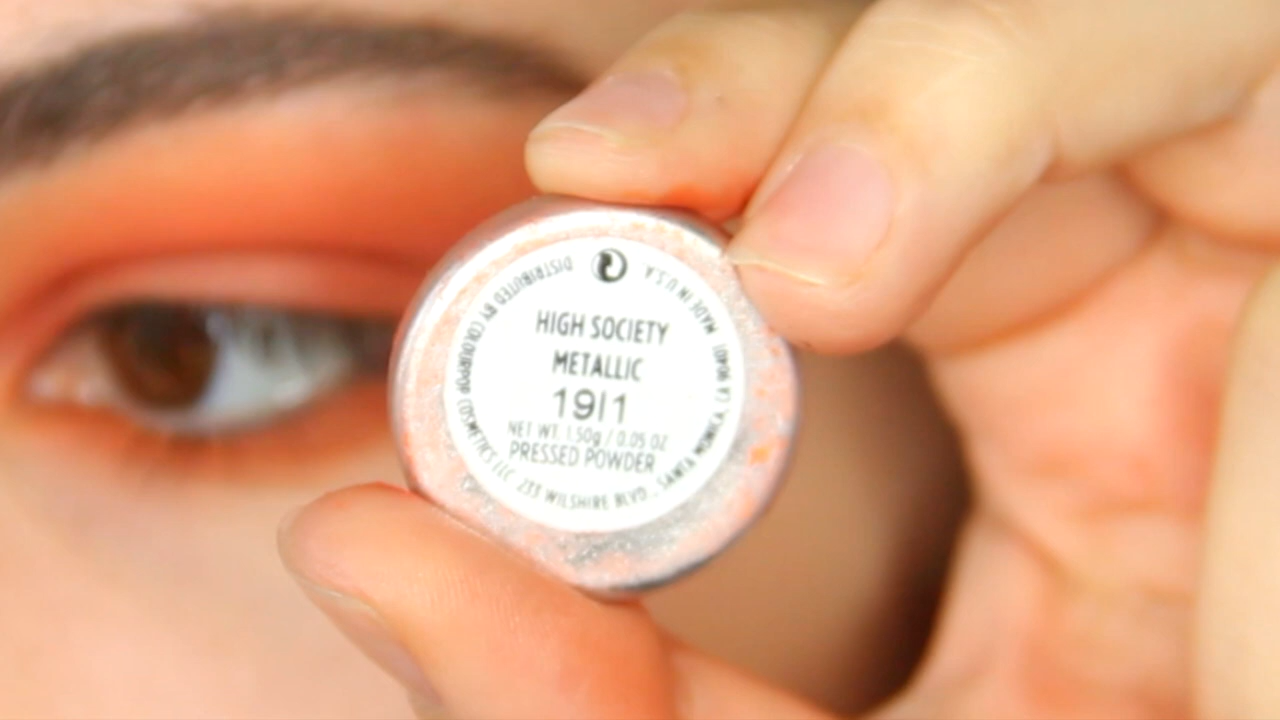 HIGH SOCIETY
METALLIC
1911
NET WT. 1.50g / 0.05 OZ
PRESSED POWDER
DISTRIBUTED BY COLOURPOP COSMETICS LLC 233 WILSHIRE BLVD., SANTA MONICA, CA 90401 MADE IN U.S.A.